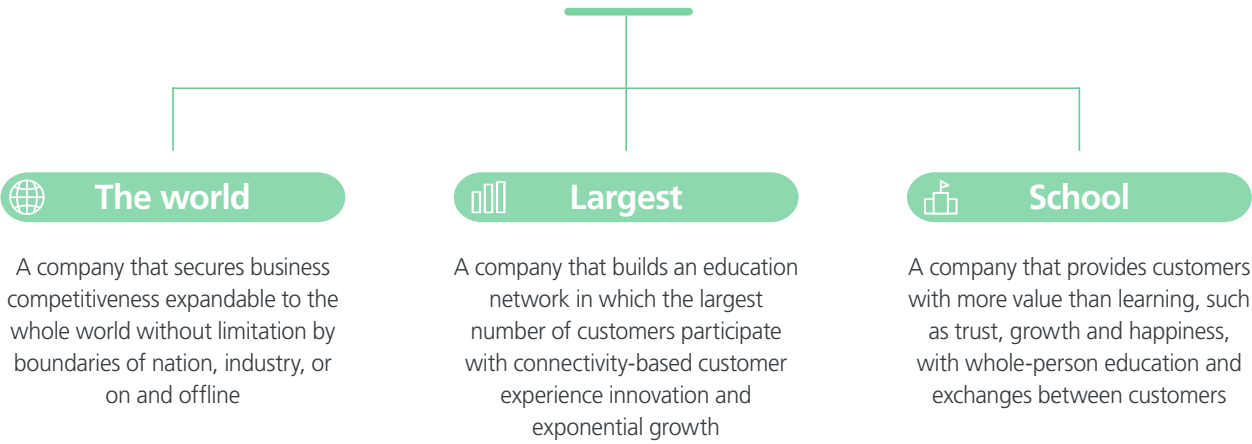 The world
A company that secures business
competitiveness expandable to the
whole world without limitation by
boundaries of nation, industry, or
on and offline
Largest
A company that builds an education
network in which the largest
number of customers participate
with connectivity-based customer
experience innovation and
exponential growth
School
A company that provides customers
with more value than learning, such
as trust, growth and happiness,
with whole-person education and
exchanges between customers